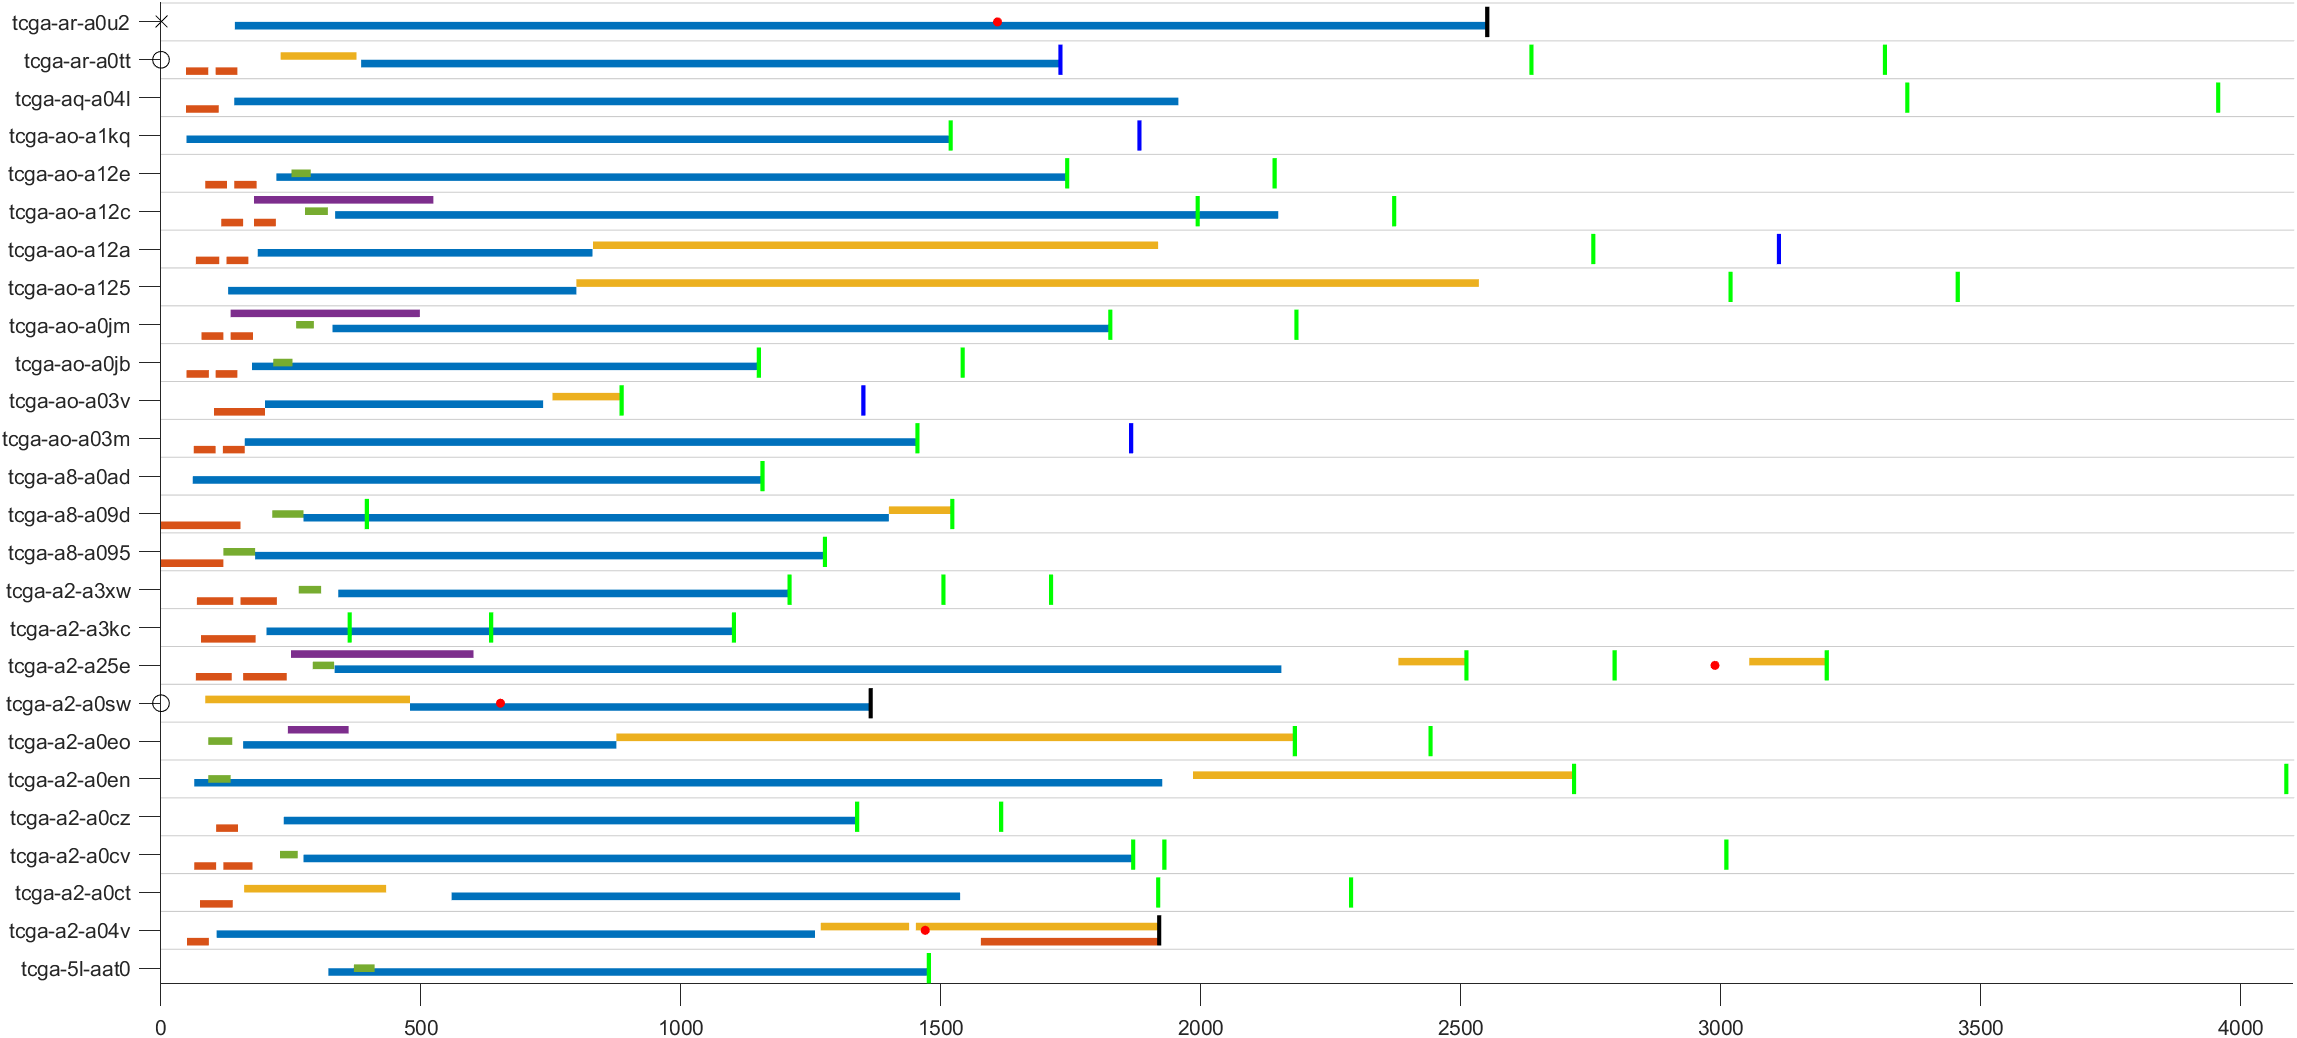 tcga-ar-a0u2
tcga-ar-a0tt
tcga-aq-a04l
tcga-ao-a1kq
tcga-ao-a12e
tcga-ao-a12c
tcga-ao-a12a
tcga-ao-a125
tcga-ao-a0jm
tcga-ao-a0jb
tcga-ao-a03v
tcga-ao-a03m
tcga-a8-a0ad
tcga-a8-a09d
tcga-a8-a095
tcga-a2-a3xw
tcga-a2-a3kc
tcga-a2-a25e
tcga-a2-a0sw
tcga-a2-a0eo
tcga-a2-a0en
tcga-a2-a0cz
tcga-a2-a0cv
tcga-a2-a0ct
tcga-a2-a04v
tcga-5l-aat0
0 500 1000 1500 2000 2500 3000 3500 4000